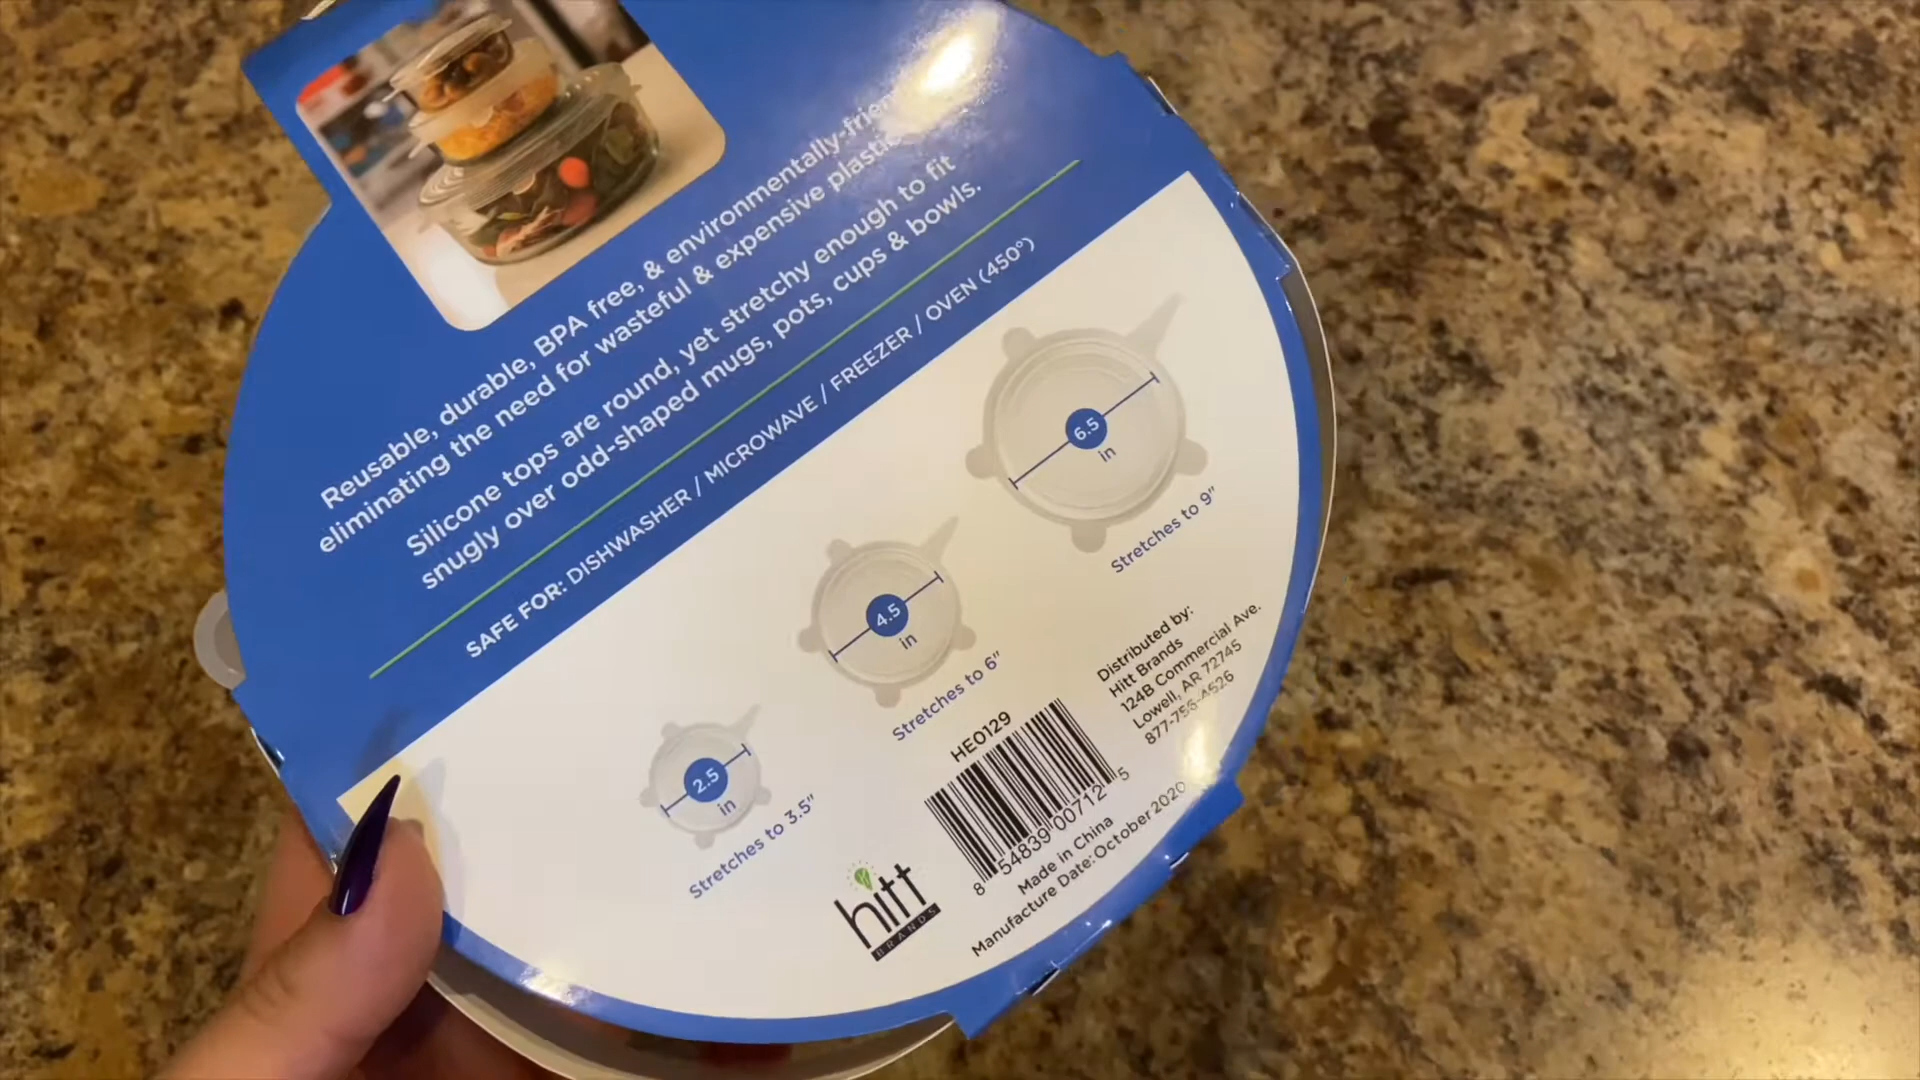 Reusable, durable, BPA free, & environmentally-frien
eliminating the need for wasteful & expensive plasti
Silicone tops are round, yet stretchy enough to fit
snugly over odd-shaped mugs, pots, cups & bowls.
SAFE FOR: DISHWASHER / MICROWAVE / FREEZER / OVEN (450°)
6.5
in
Stretches to 9"
4.5
in
Stretches to 6"
2.5
in
Stretches to 3.5"
Distributed by:
Hitt Brands
124B Commercial Ave.
Lowell, AR 72745
877-756-4526
HE0129
8 54839 00712 5
Made in China
Manufacture Date: October 2020
hitt
BRANDS